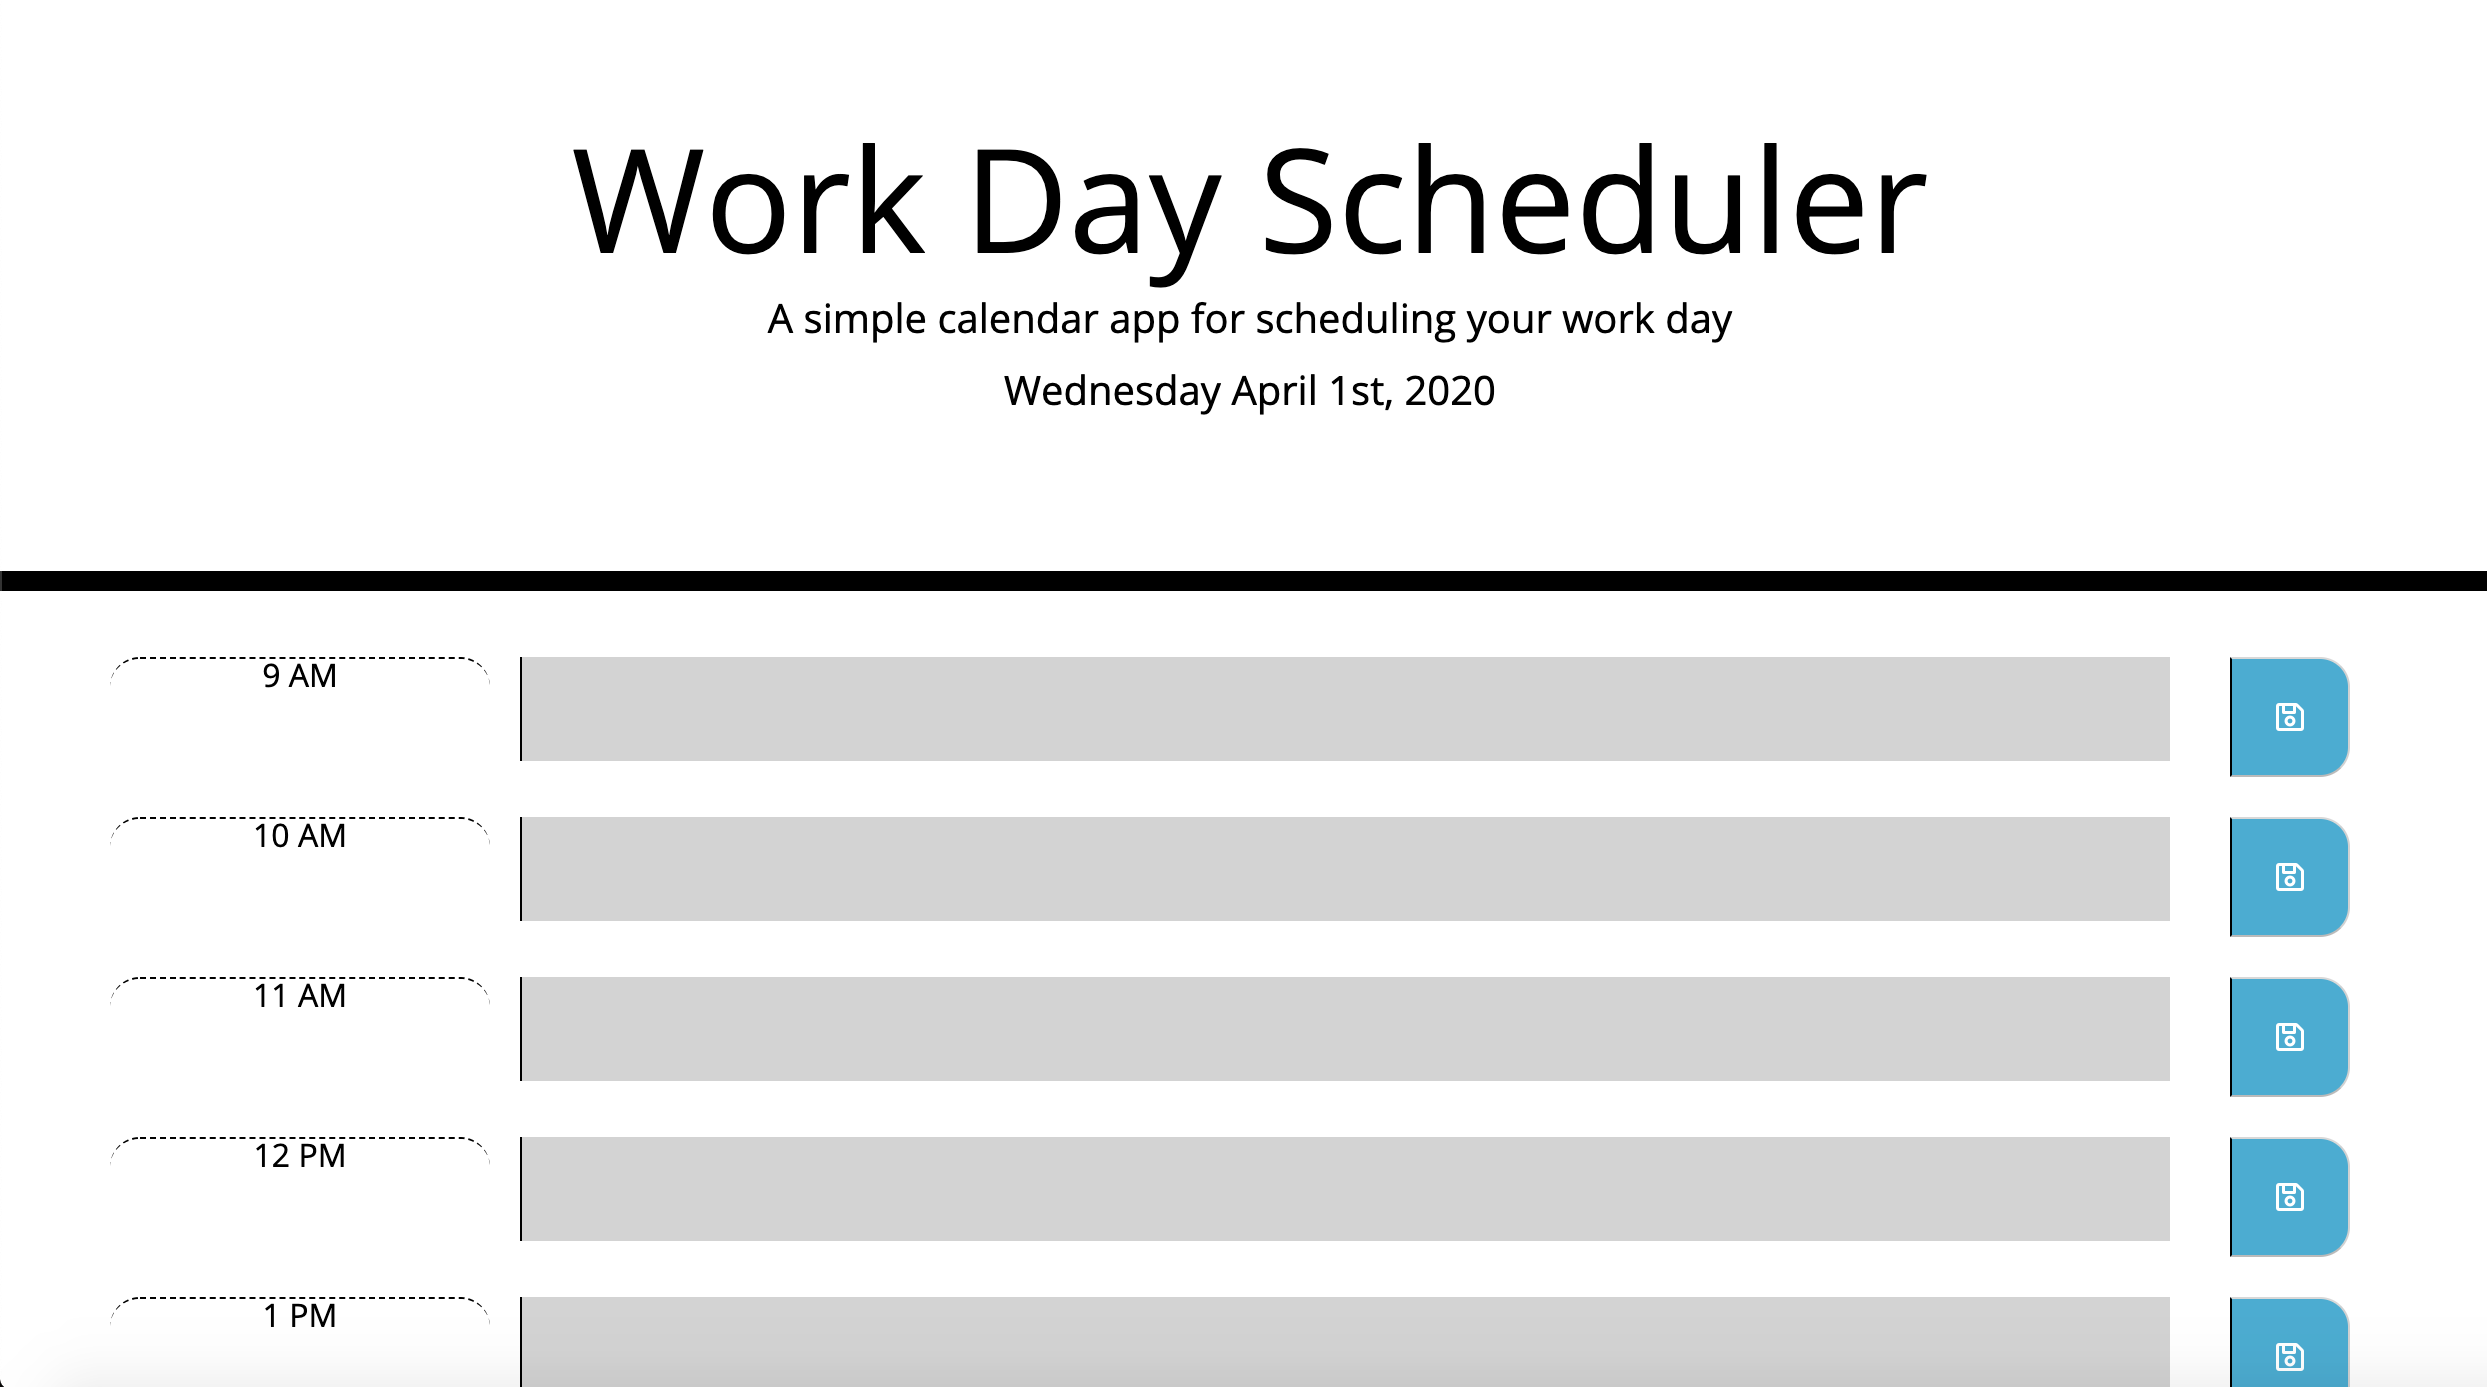 Work Day Scheduler
A simple calendar app for scheduling your work day
Wednesday April 1st, 2020
9 AM
10 AM
11 AM
12 PM
1 PM